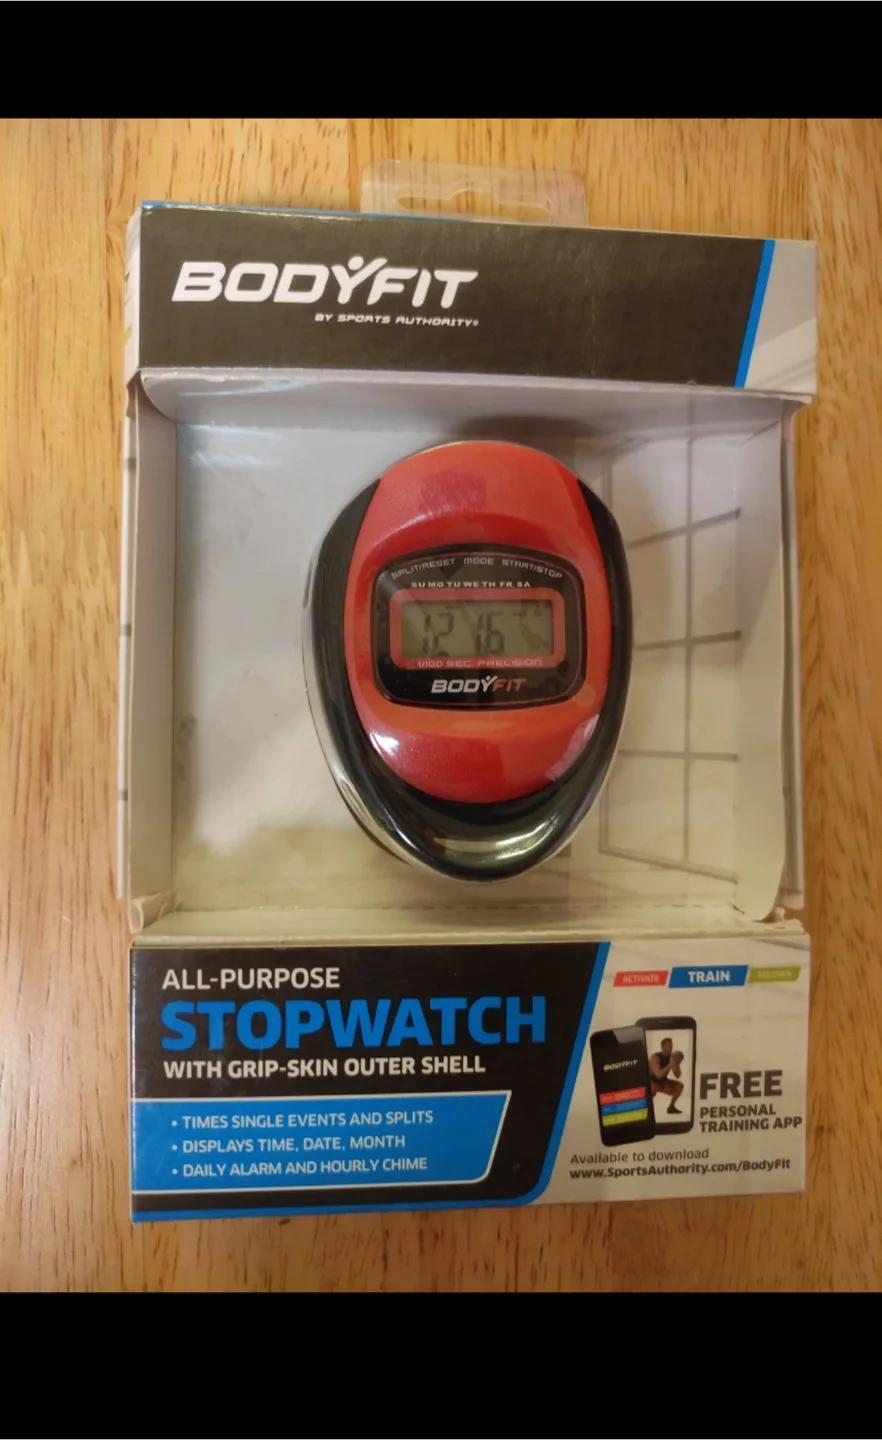 BODYFIT
BY SPORTS AUTHORITY®
SPLIT/RESET MODE START/STOP
SU MO TU WE TH FR SA
12 16
1/100 SEC. PRECISION
BODYFIT
ALL-PURPOSE
STOPWATCH
WITH GRIP-SKIN OUTER SHELL
• TIMES SINGLE EVENTS AND SPLITS
• DISPLAYS TIME, DATE, MONTH
• DAILY ALARM AND HOURLY CHIME
ACTIVATE TRAIN
BODYFIT
FREE
PERSONAL
TRAINING APP
Available to download
www.SportsAuthority.com/BodyFit